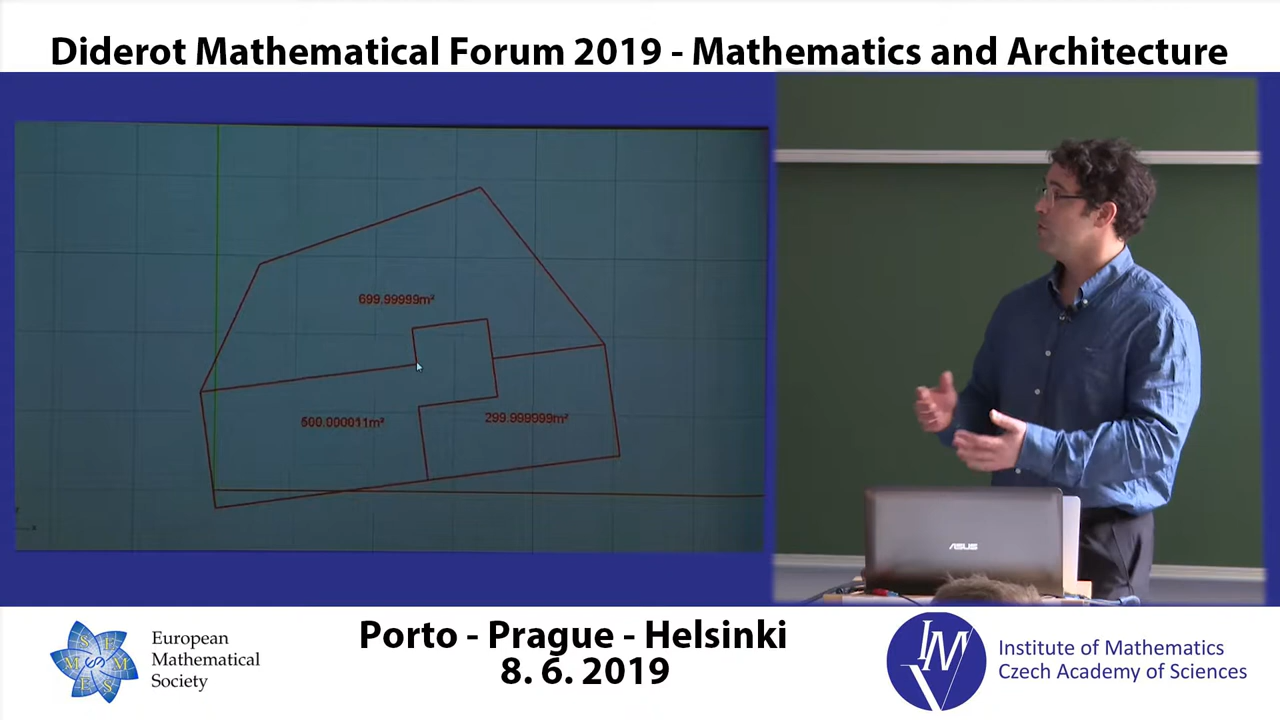 Diderot Mathematical Forum 2019 - Mathematics and Architecture
699.99999m²
500.000011m²
299.999999m²
ASUS
European
Mathematical
Society
Porto - Prague - Helsinki
8. 6. 2019
IMV
Institute of Mathematics
Czech Academy of Sciences